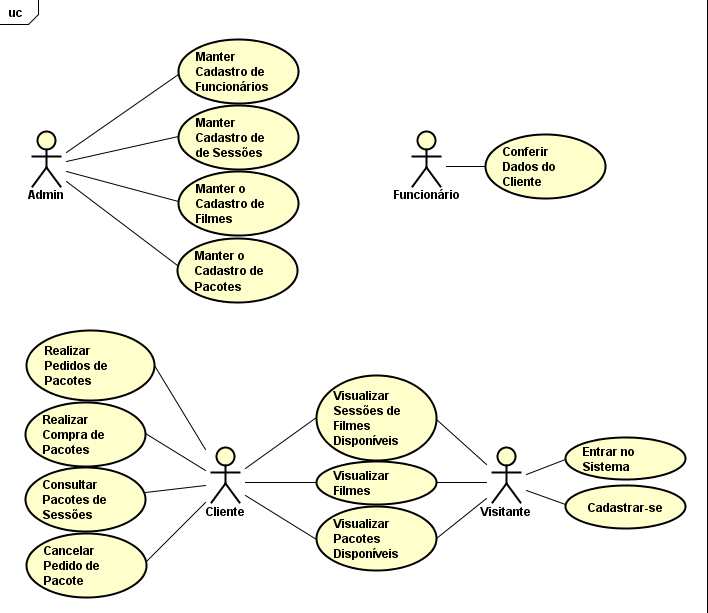 uc
Manter
Cadastro de
Funcionários
Manter
Cadastro de
de Sessões
Manter o
Cadastro de
Filmes
Manter o
Cadastro de
Pacotes
Admin
Conferir
Dados do
Cliente
Funcionário
Realizar
Pedidos de
Pacotes
Realizar
Compra de
Pacotes
Consultar
Pacotes de
Sessões
Cancelar
Pedido de
Pacote
Cliente
Visualizar
Sessões de
Filmes
Disponíveis
Visualizar
Filmes
Visualizar
Pacotes
Disponíveis
Visitante
Entrar no
Sistema
Cadastrar-se